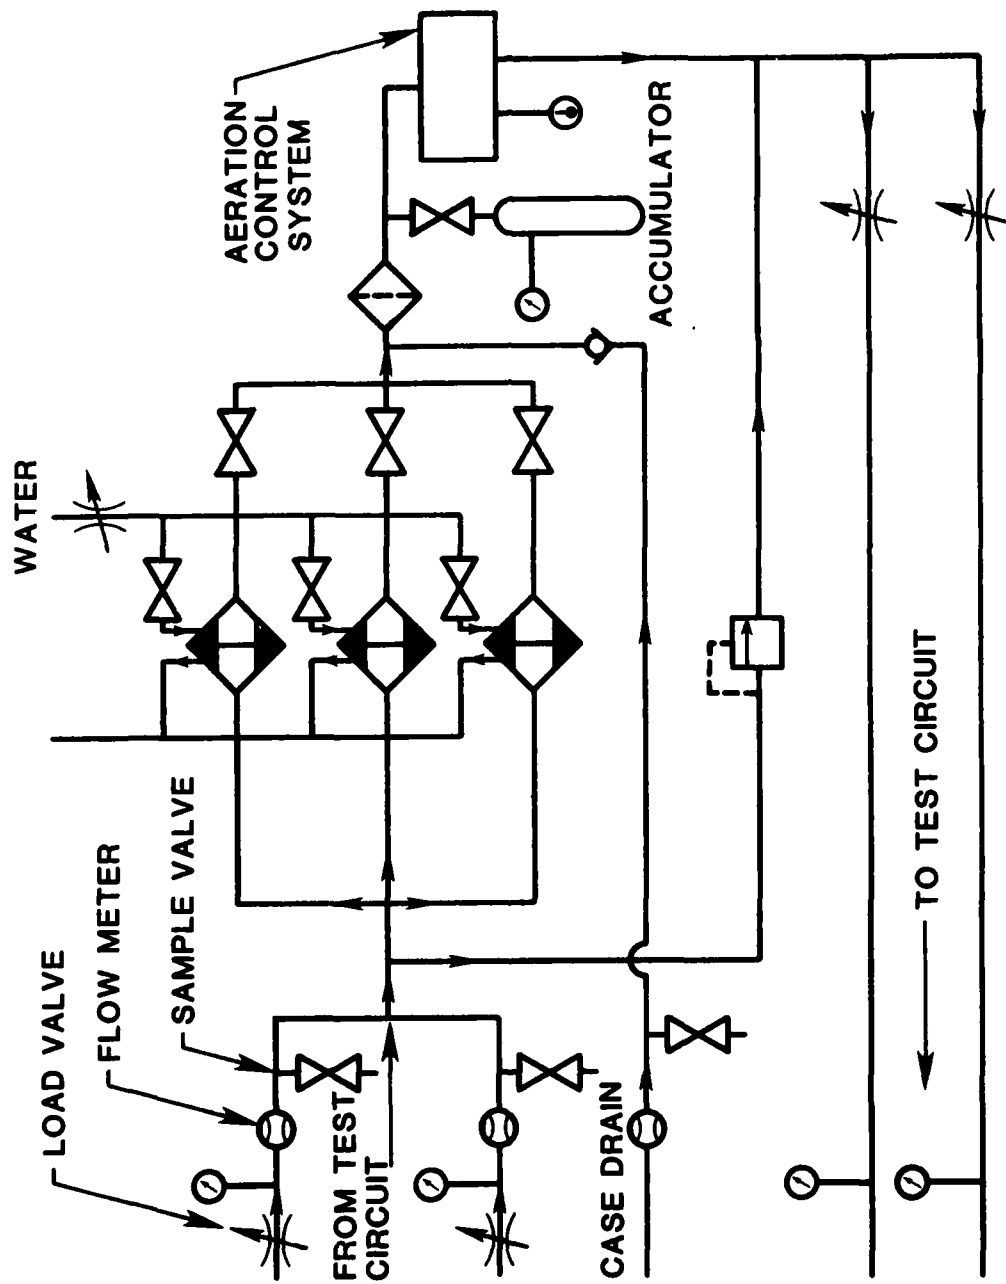 LOAD VALVE
FLOW METER
SAMPLE VALVE
WATER
AERATION
CONTROL
SYSTEM
FROM TEST
CIRCUIT
ACCUMULATOR
CASE DRAIN
TO TEST CIRCUIT